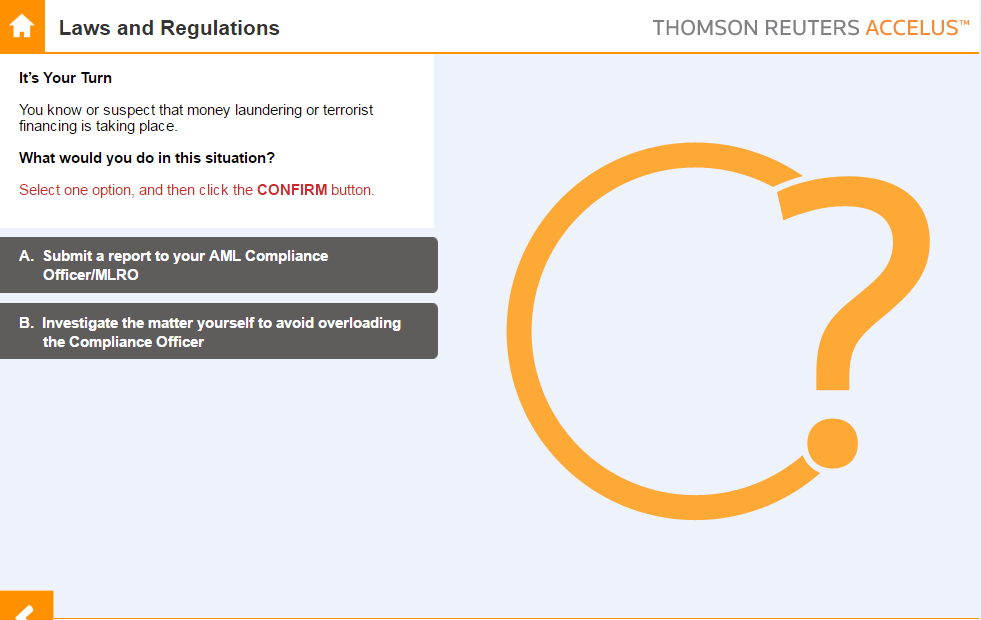 Laws and Regulations
THOMSON REUTERS ACCELUS™
It's Your Turn
You know or suspect that money laundering or terrorist
financing is taking place.
What would you do in this situation?
Select one option, and then click the CONFIRM button.
A. Submit a report to your AML Compliance
Officer/MLRO
B. Investigate the matter yourself to avoid overloading
the Compliance Officer